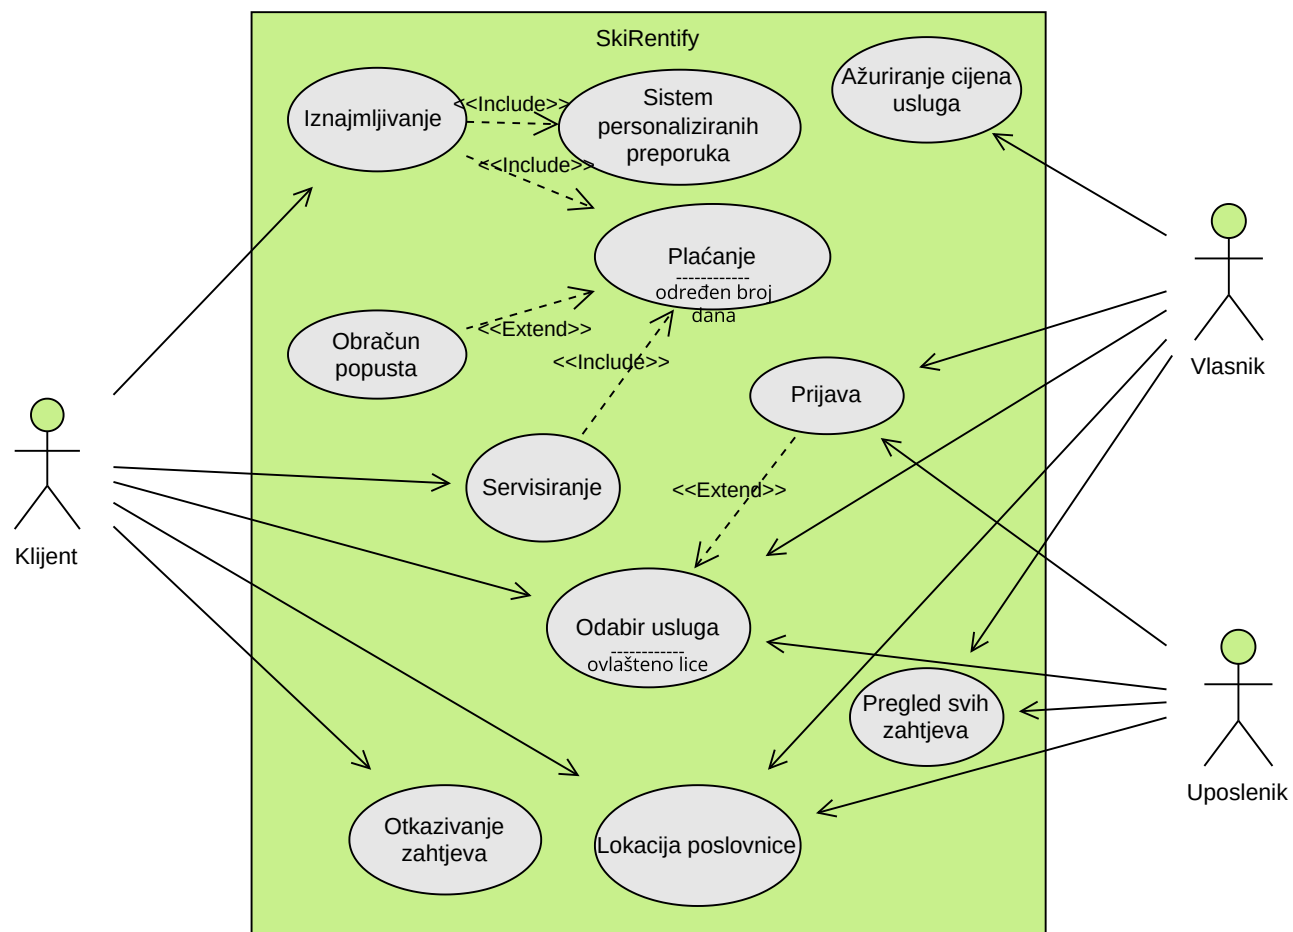 SkiRentify
Ažuriranje cijena
usluga
Iznajmljivanje
<<Include>>
Sistem
personaliziranih
preporuka
<<Include>>
Plaćanje
------------
određen broj
dana
<<Extend>>
Obračun
popusta
<<Include>>
Vlasnik
Prijava
Servisiranje
<<Extend>>
Klijent
Odabir usluga
------------
ovlašteno lice
Pregled svih
zahtjeva
Uposlenik
Otkazivanje
zahtjeva
Lokacija poslovnice